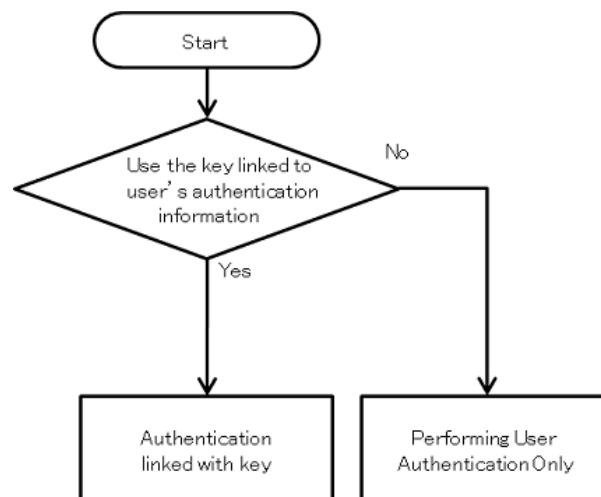 Start
Use the key linked to
user's authentication
information
No
Yes
Authentication
linked with key
Performing User
Authentication Only